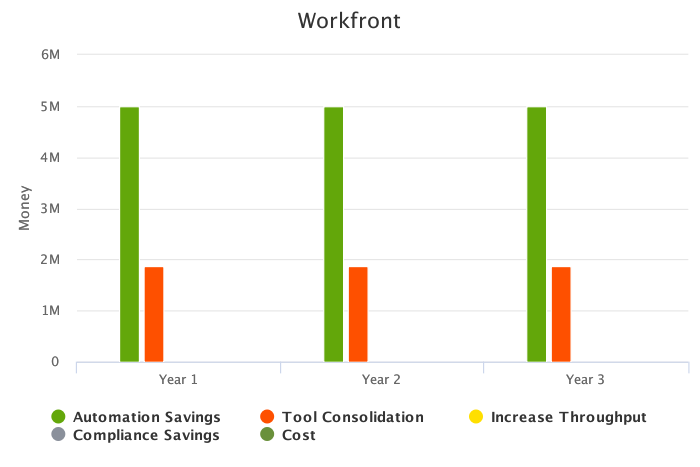 Workfront
6M
5M
4M
3M
2M
1M
0
Money
Year 1 Year 2 Year 3
Automation Savings Tool Consolidation Increase Throughput
Compliance Savings Cost